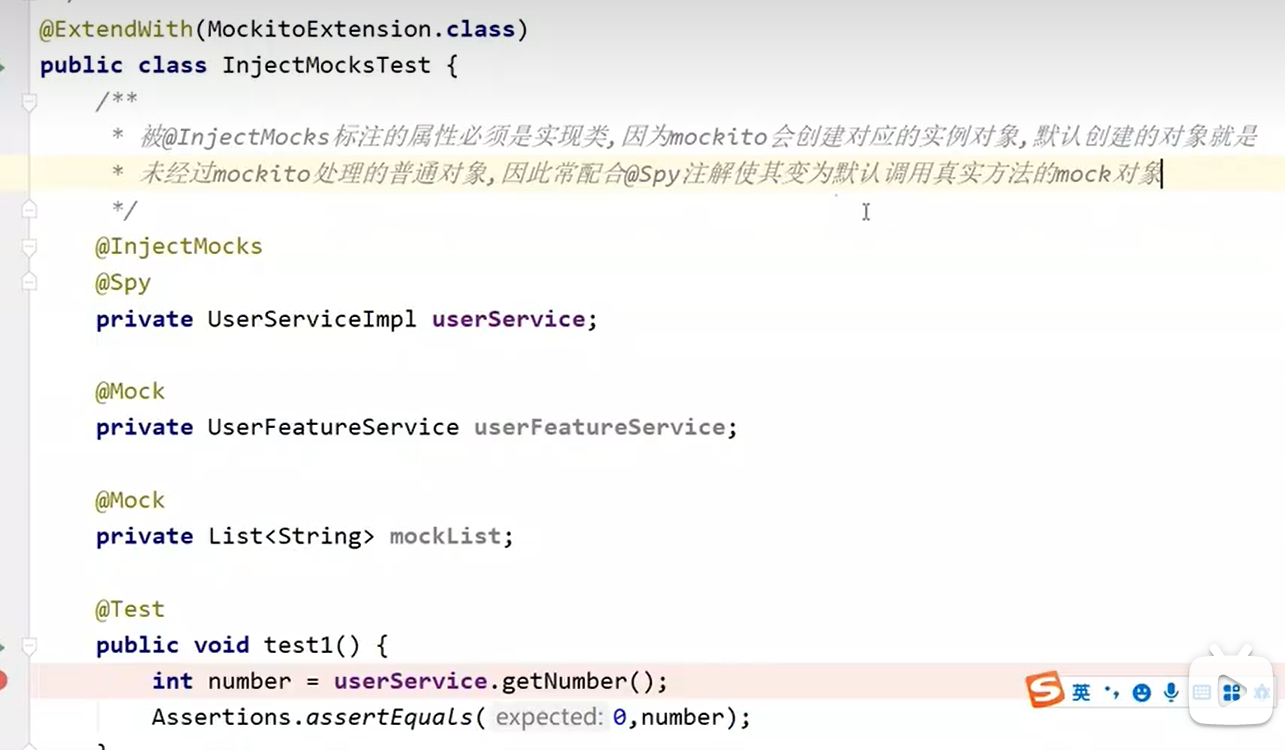 @ExtendWith(MockitoExtension.class)
public class InjectMocksTest {
/**
* 被@InjectMocks标注的属性必须是实现类,因为mockito会创建对应的实例对象,默认创建的对象就是
* 未经过mockito处理的普通对象,因此常配合@Spy注解使其变为默认调用真实方法的mock对象
*/
@InjectMocks
@Spy
private UserServiceImpl userService;
@Mock
private UserFeatureService userFeatureService;
@Mock
private List<String> mockList;
@Test
public void test1() {
int number = userService.getNumber();
Assertions.assertEquals( expected: 0,number);
英